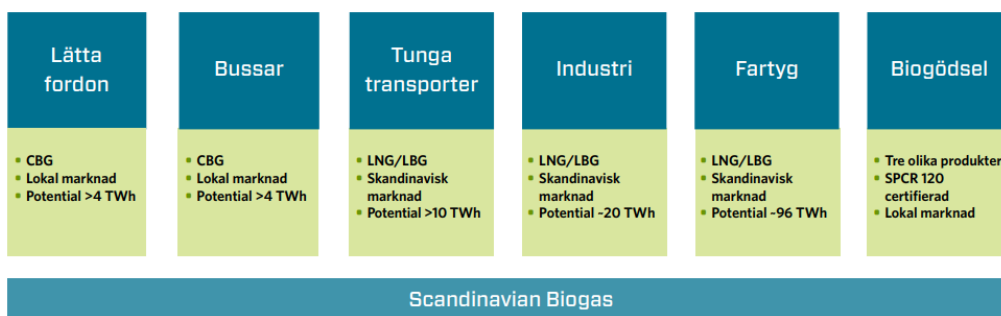 Lätta
fordon
CBG
Lokal marknad
Potential >4 TWh
Bussar
CBG
Lokal marknad
Potential >4 TWh
Tunga
transporter
LNG/LBG
Skandinavisk
marknad
Potential >10 TWh
Industri
LNG/LBG
Skandinavisk
marknad
Potential ~20 TWh
Fartyg
LNG/LBG
Skandinavisk
marknad
Potential ~96 TWh
Biogödsel
Tre olika produkter
SPCR 120
certifierad
Lokal marknad
Scandinavian Biogas